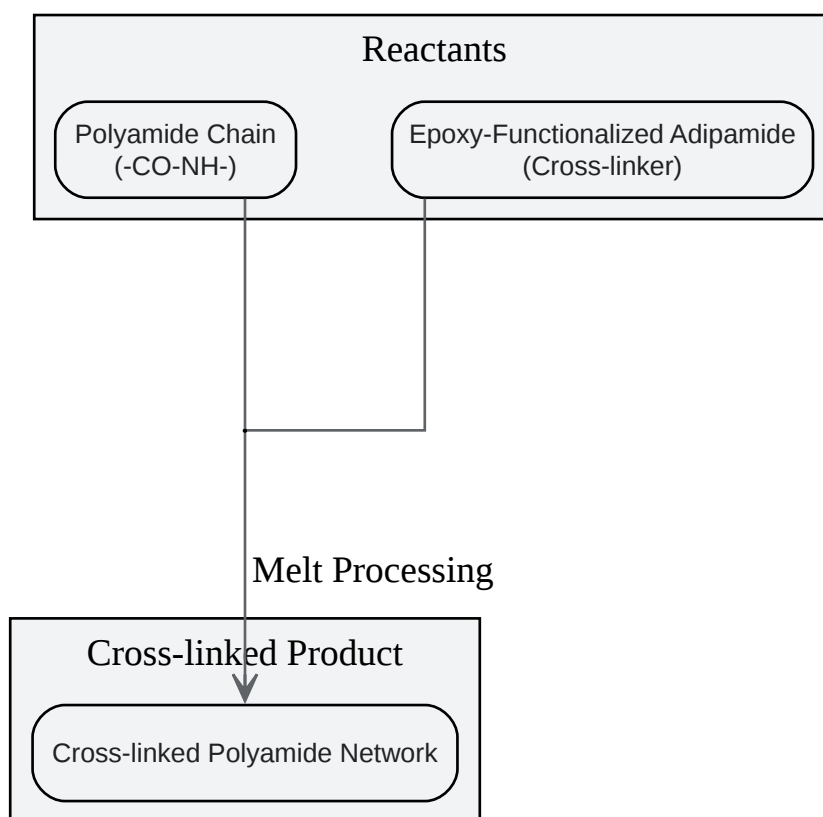 Reactants
Polyamide Chain
(-CO-NH-)
Epoxy-Functionalized Adipamide
(Cross-linker)
Melt Processing
Cross-linked Product
Cross-linked Polyamide Network